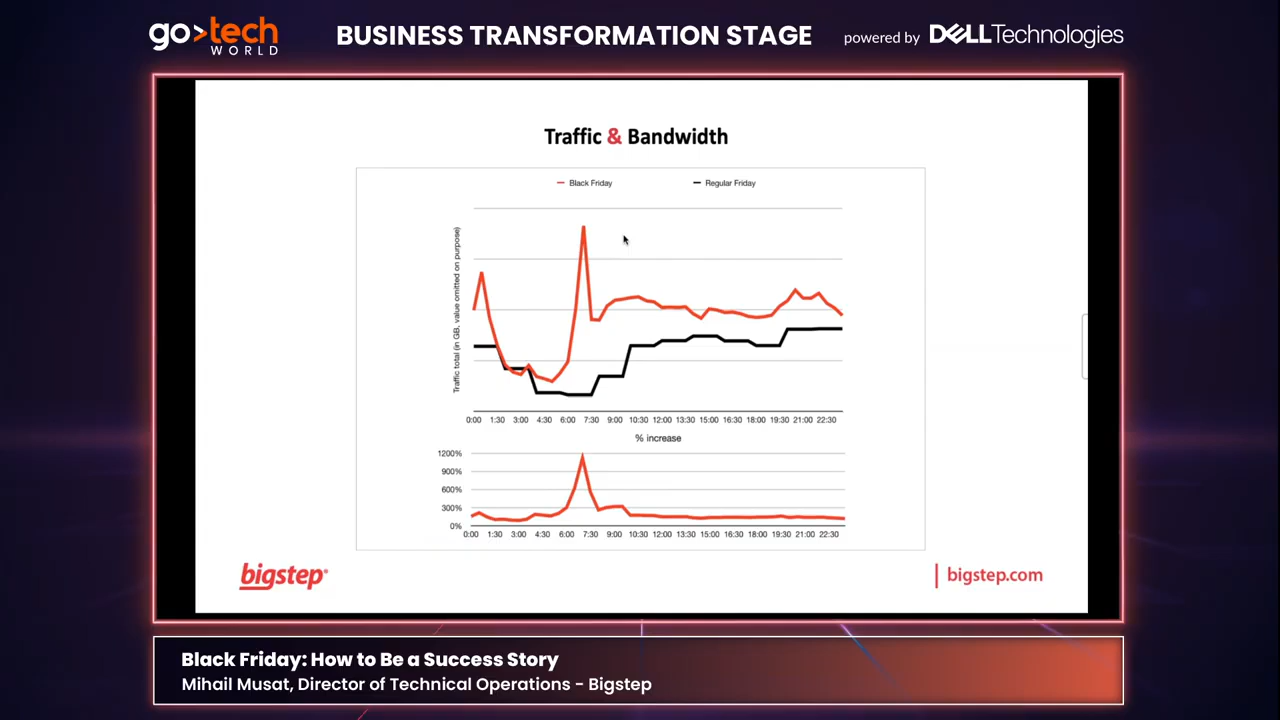 go>tech
WORLD
BUSINESS TRANSFORMATION STAGE
powered by DELLTechnologies
Traffic & Bandwidth
Black Friday
Regular Friday
Traffic total (in GB, value omitted on purpose)
0:00 1:30 3:00 4:30 6:00 7:30 9:00 10:30 12:00 13:30 15:00 16:30 18:00 19:30 21:00 22:30
% increase
1200%
900%
600%
300%
0%
0:00 1:30 3:00 4:30 6:00 7:30 9:00 10:30 12:00 13:30 15:00 16:30 18:00 19:30 21:00 22:30
bigstep®
bigstep.com
Black Friday: How to Be a Success Story
Mihail Musat, Director of Technical Operations - Bigstep